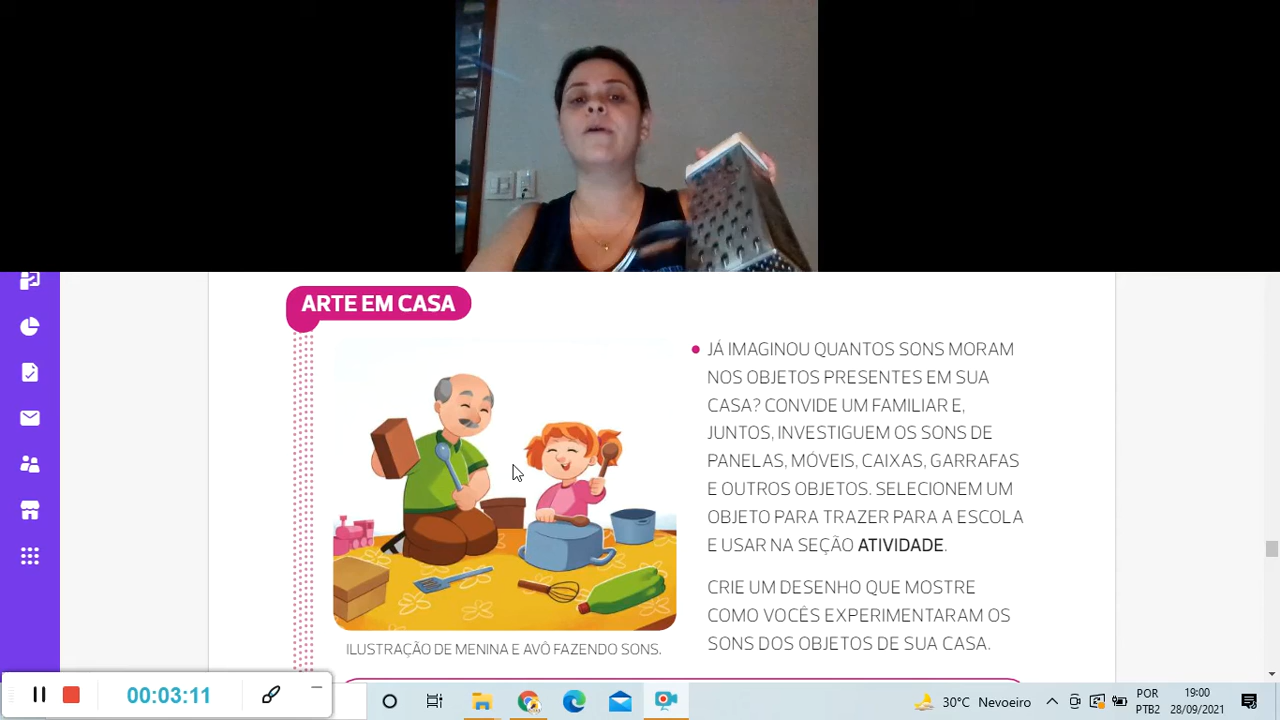 ARTE EM CASA
JÁ IMAGINOU QUANTOS SONS MORAM
NOS OBJETOS PRESENTES EM SUA
CASA? CONVIDE UM FAMILIAR E,
JUNTOS, INVESTIGUEM OS SONS DE
PANELAS, MÓVEIS, CAIXAS, GARRAFAS
E OUTROS OBJETOS. SELECIONEM UM
OBJETO PARA TRAZER PARA A ESCOLA
E USAR NA SEÇÃO ATIVIDADE.
CRIE UM DESENHO QUE MOSTRE
COMO VOCÊS EXPERIMENTARAM OS
SONS DOS OBJETOS DE SUA CASA.
ILUSTRAÇÃO DE MENINA E AVÔ FAZENDO SONS.
00:03:11
30°C Nevoeiro
POR
PTB2
19:00
28/09/2021